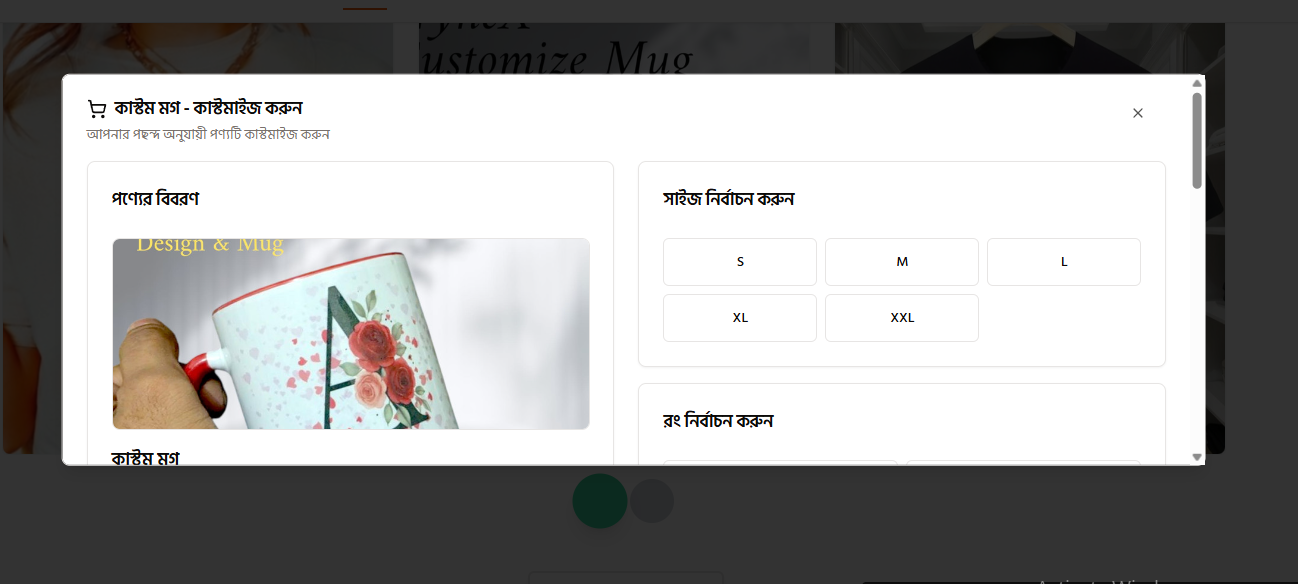 ustomize Mug
কাস্টম মগ - কাস্টমাইজ করুন
আপনার পছন্দ অনুযায়ী পণ্যটি কাস্টমাইজ করুন
পণ্যের বিবরণ
Design & Mug
A
কাস্টম মগ
সাইজ নির্বাচন করুন
S M L
XL XXL
রং নির্বাচন করুন